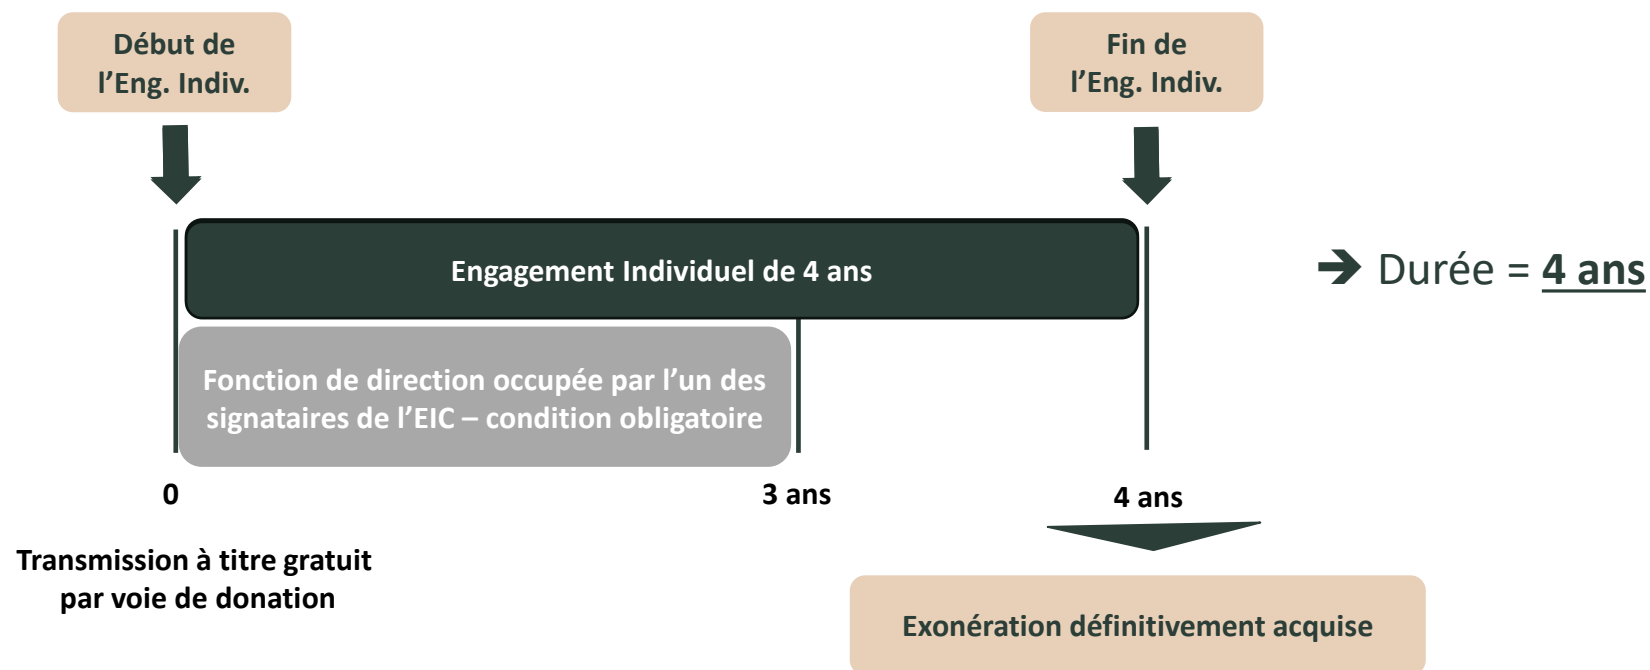 Début de
l’Eng. Indiv.
Fin de
l’Eng. Indiv.
Engagement Individuel de 4 ans
➔ Durée = 4 ans
Fonction de direction occupée par l’un des
signataires de l’EIC – condition obligatoire
0
3 ans
4 ans
Transmission à titre gratuit
par voie de donation
Exonération définitivement acquise